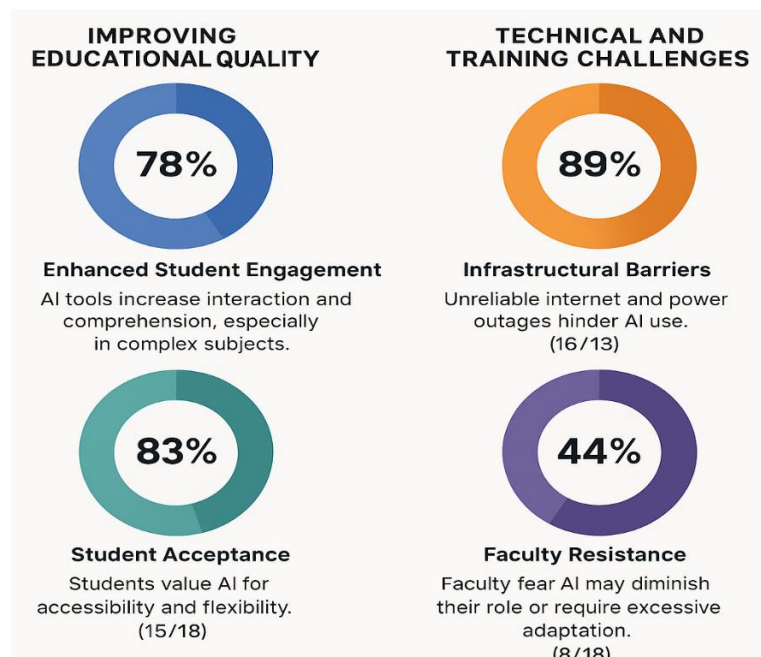 IMPROVING
EDUCATIONAL QUALITY
78%
Enhanced Student Engagement
AI tools increase interaction and
comprehension, especially
in complex subjects.
83%
Student Acceptance
Students value AI for
accessibility and flexibility.
(15/18)
TECHNICAL AND
TRAINING CHALLENGES
89%
Infrastructural Barriers
Unreliable internet and power
outages hinder AI use.
(16/13)
44%
Faculty Resistance
Faculty fear AI may diminish
their role or require excessive
adaptation.
(8/18)